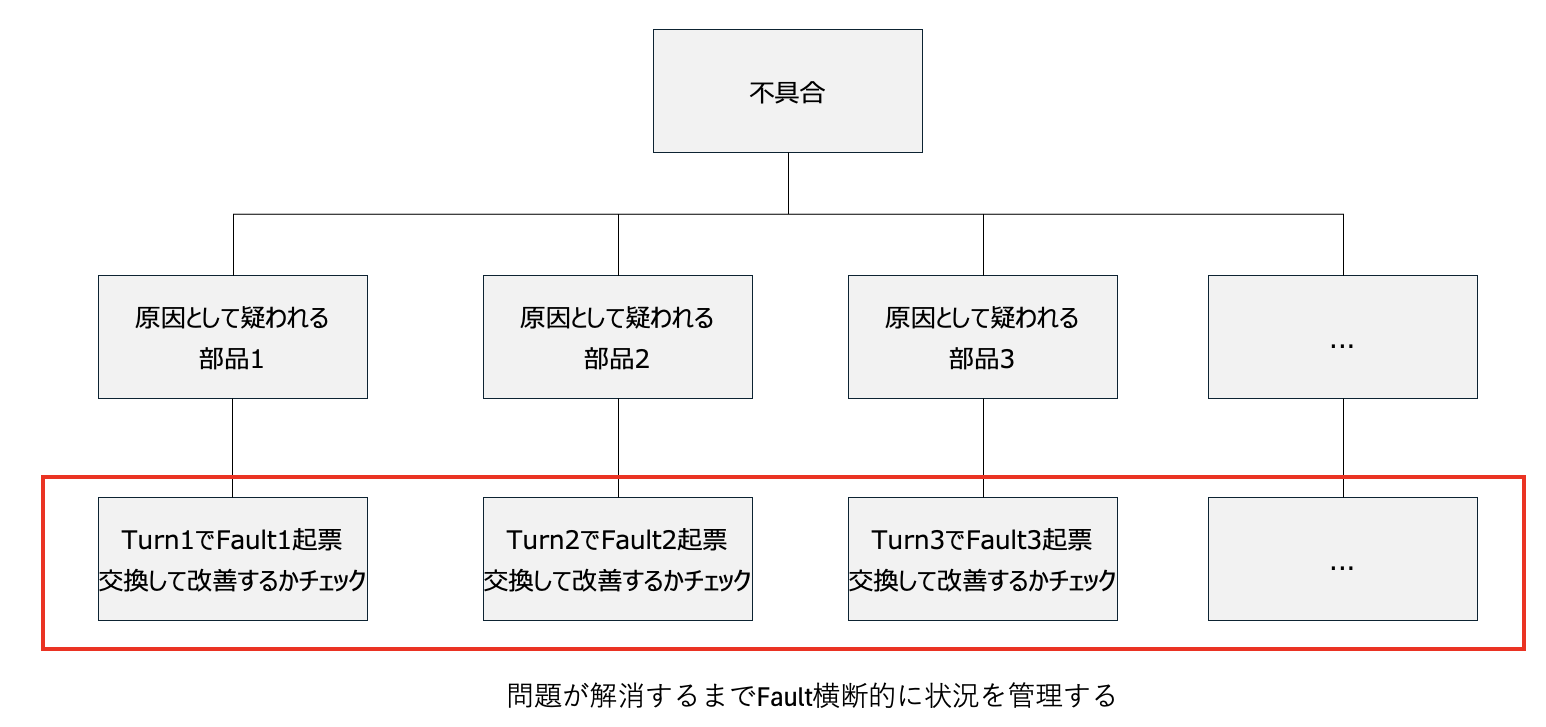 不具合
原因として疑われる
部品1
原因として疑われる
部品2
原因として疑われる
部品3
...
Turn1でFault1起票
交換して改善するかチェック
Turn2でFault2起票
交換して改善するかチェック
Turn3でFault3起票
交換して改善するかチェック
...
問題が解消するまでFault横断的に状況を管理する